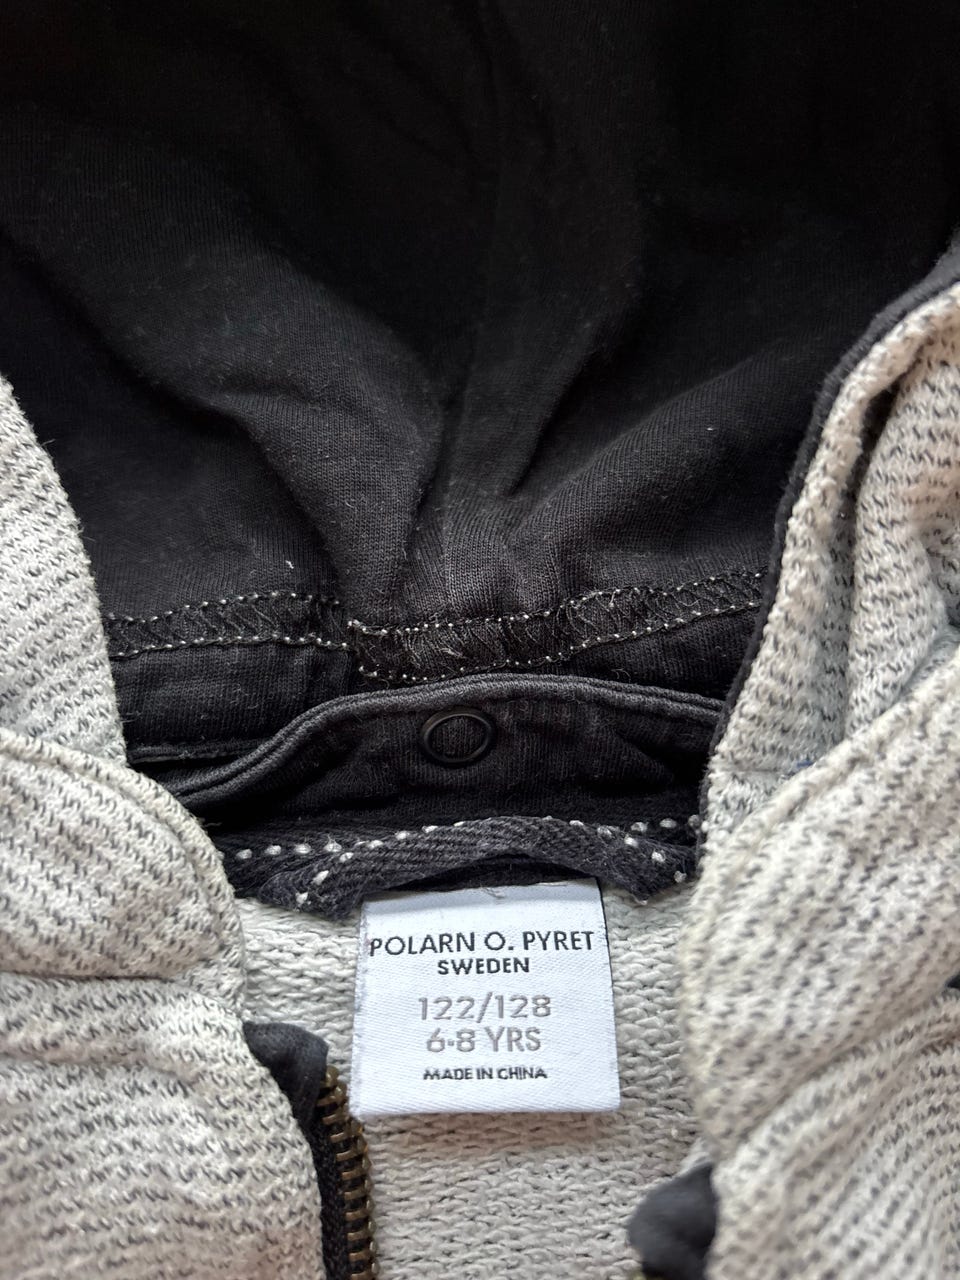 POLARN O. PYRET
SWEDEN
122/128
6-8 YRS
MADE IN CHINA